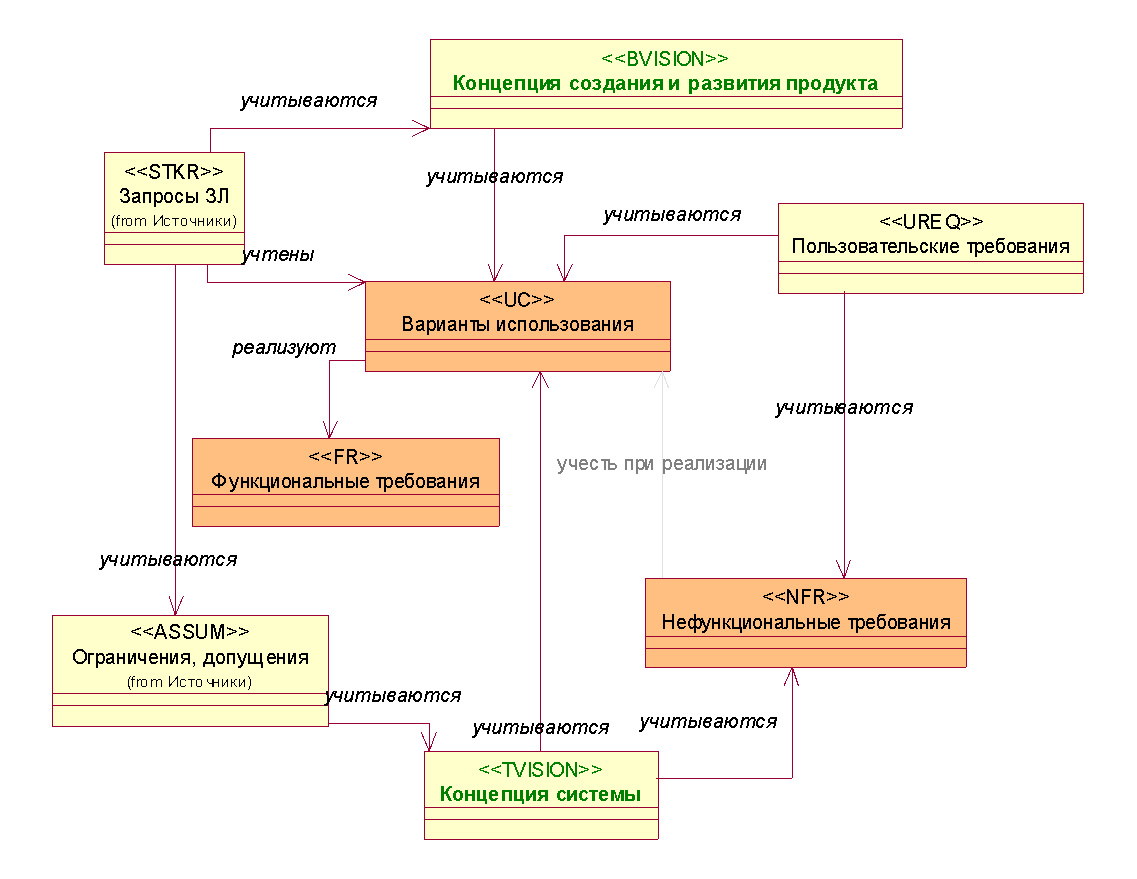 <<BVISION>>
Концепция создания и развития продукта
учитываются
<<STKR>>
Запросы ЗЛ
(from Источники)
учитываются
учитываются
<<UREQ>>
Пользовательские требования
учтены
<<UC>>
Варианты использования
реализуют
учитываются
<<FR>>
Функциональные требования
учесть при реализации
учитываются
<<NFR>>
Нефункциональные требования
<<ASSUM>>
Ограничения, допущения
(from Источники)
учитываются
учитываются
учитываются
<<TVISION>>
Концепция системы